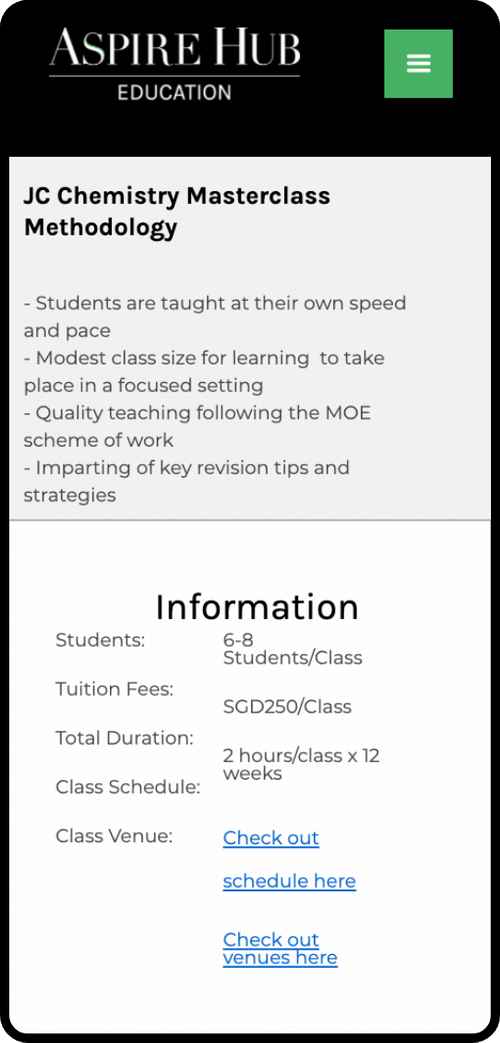 ASPIRE HUB
EDUCATION
JC Chemistry Masterclass
Methodology
- Students are taught at their own speed
and pace
- Modest class size for learning  to take
place in a focused setting
- Quality teaching following the MOE
scheme of work
- Imparting of key revision tips and
strategies
Information
Students:
6-8
Students/Class
Tuition Fees:
SGD250/Class
Total Duration:
2 hours/class x 12
weeks
Class Schedule:
Check out
schedule here
Class Venue:
Check out
venues here